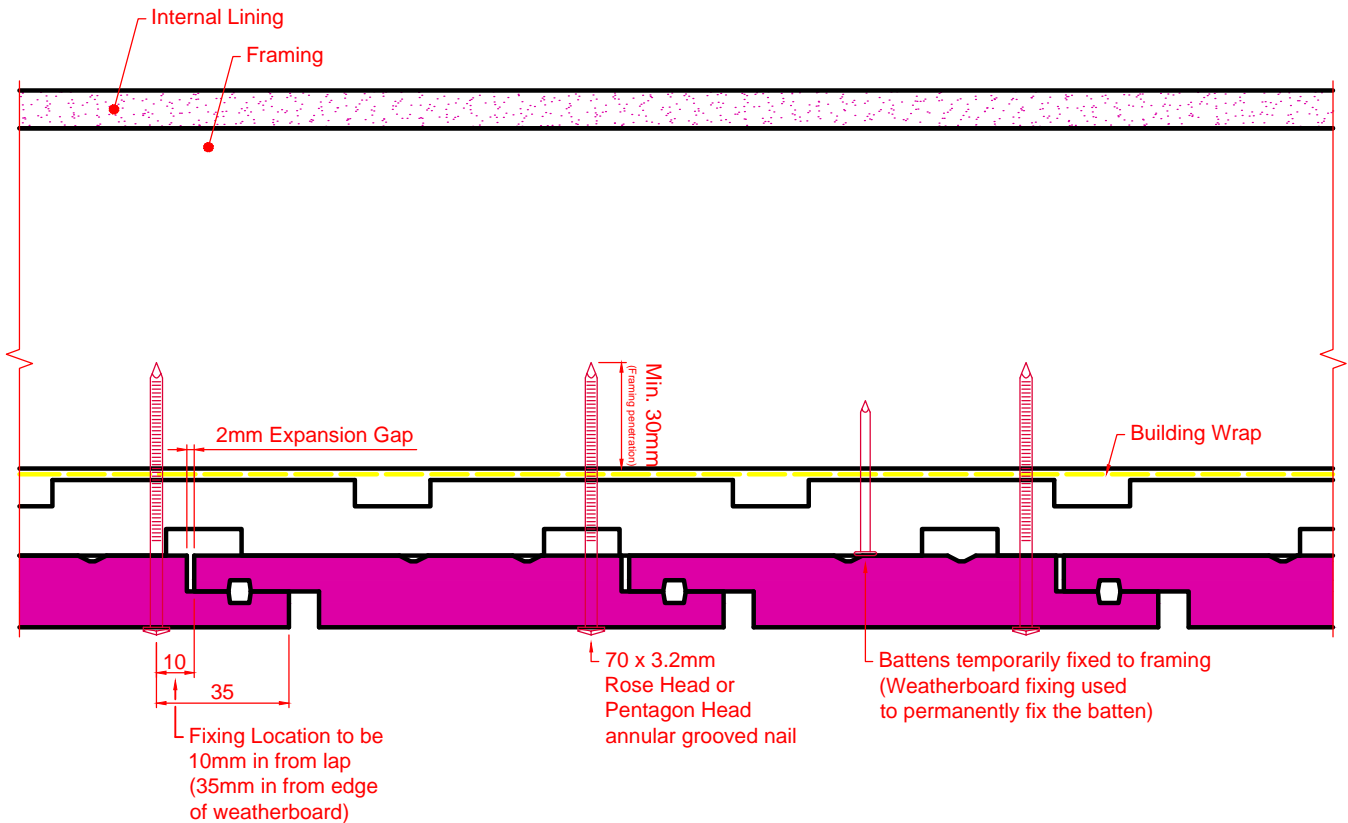 Internal Lining
Framing
Min. 30mm
(Framing penetration)
2mm Expansion Gap
Building Wrap
10
35
Fixing Location to be
10mm in from lap
(35mm in from edge
of weatherboard)
70 x 3.2mm
Rose Head or
Pentagon Head
annular grooved nail
Battens temporarily fixed to framing
(Weatherboard fixing used
to permanently fix the batten)